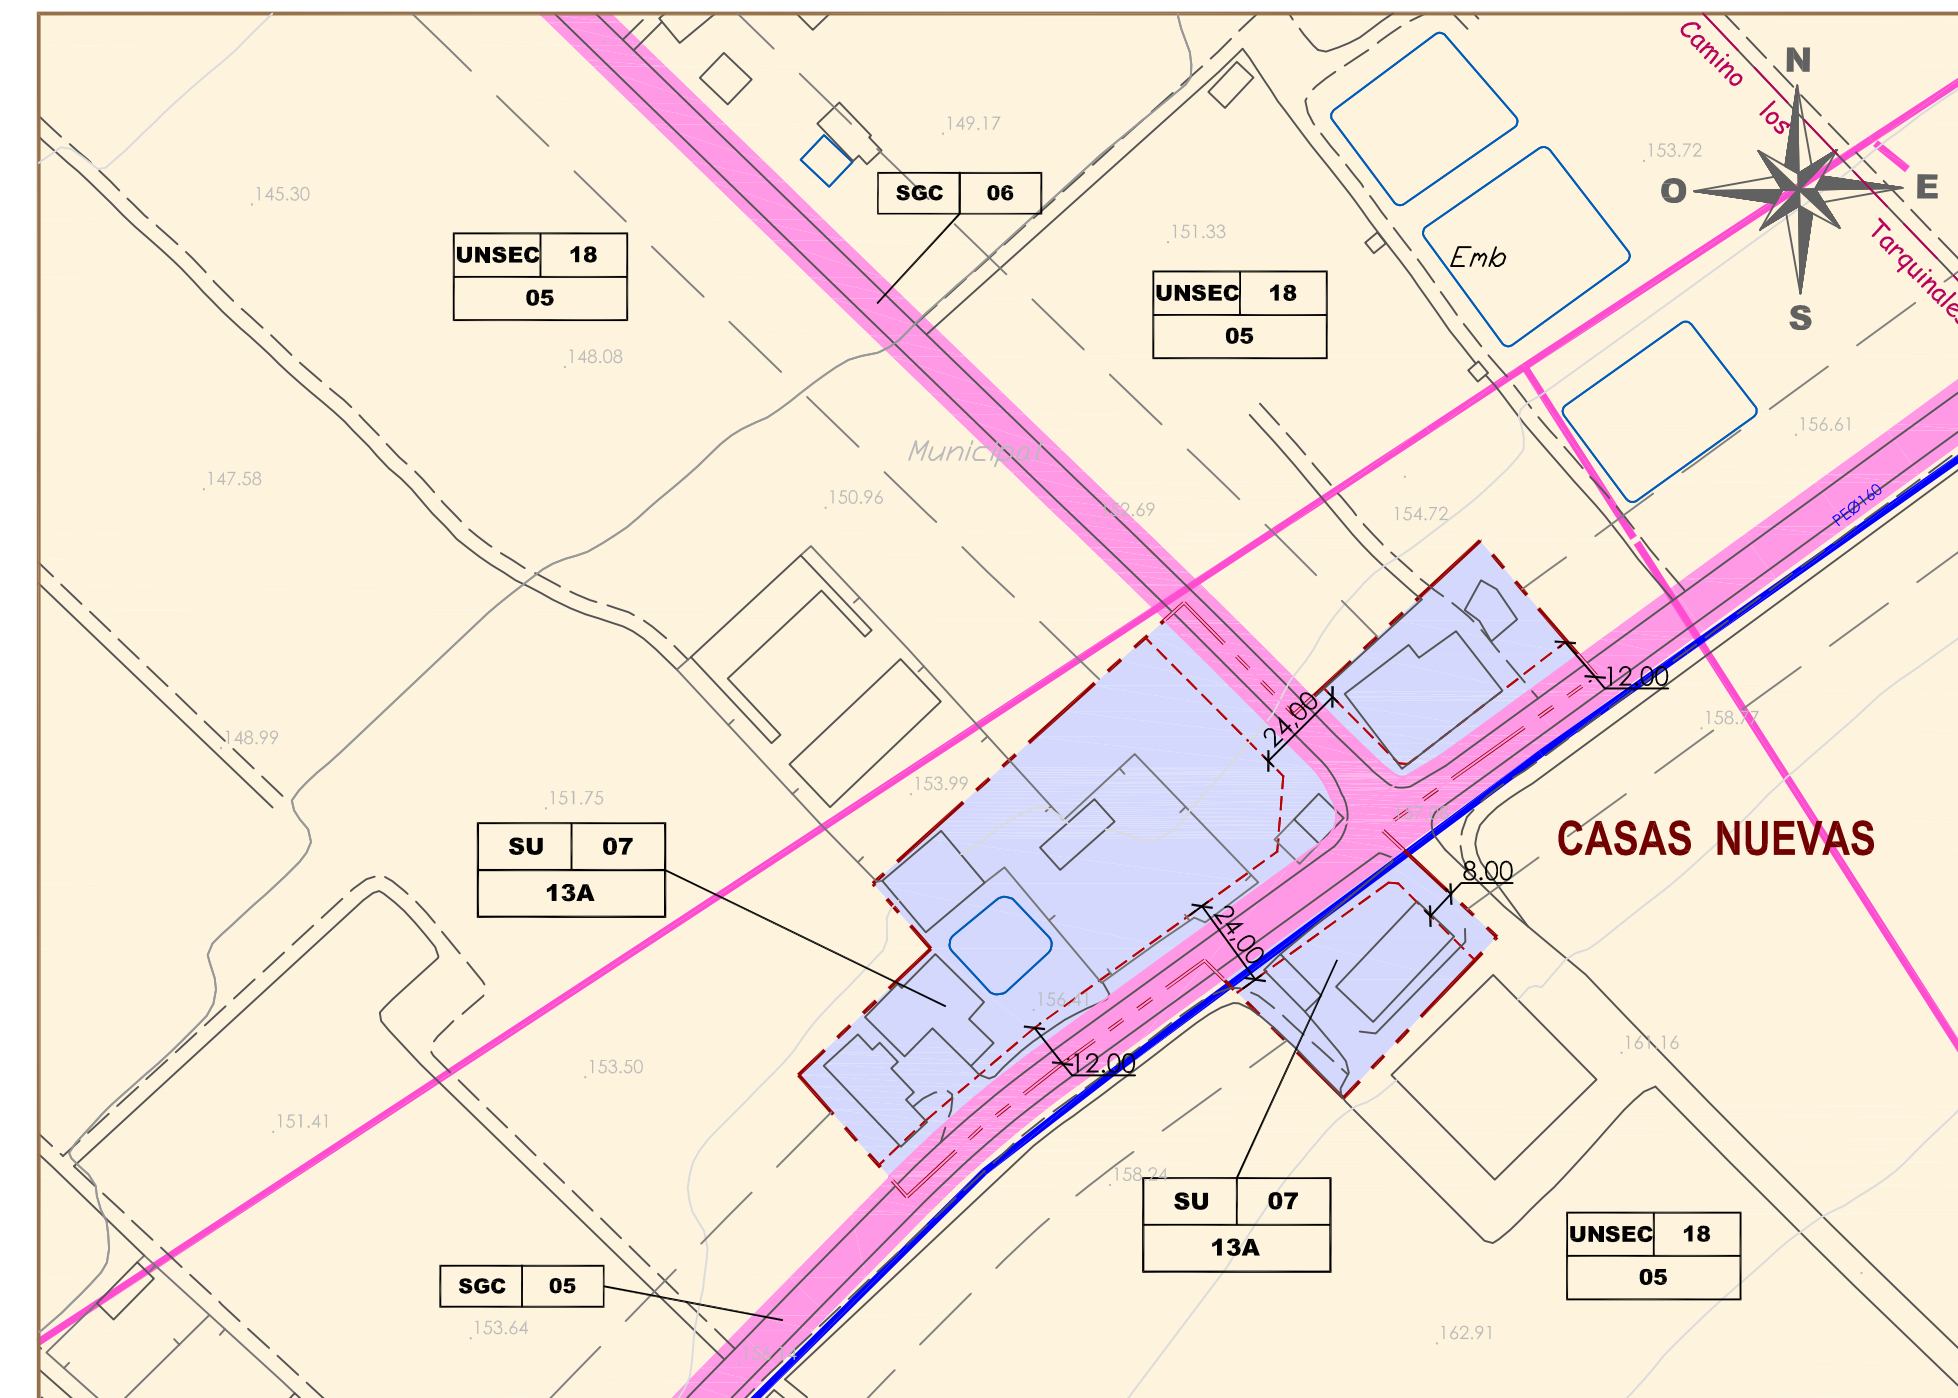 Camino los Tarquinales
N
O
E
S
149.17
153.72
145.30
SGC 06
151.33
UNSEC 18
05
Emb
UNSEC 18
05
148.08
156.61
Municipal
147.58
150.96
154.72
PEØ160
12.00
24,00
158.77
148.99
153.99
151.75
CASAS NUEVAS
SU 07
13A
8.00
24,00
156.41
161.16
153.50
12.00
151.41
158.24
SU 07
13A
UNSEC 18
05
SGC 05
153.64
162.91